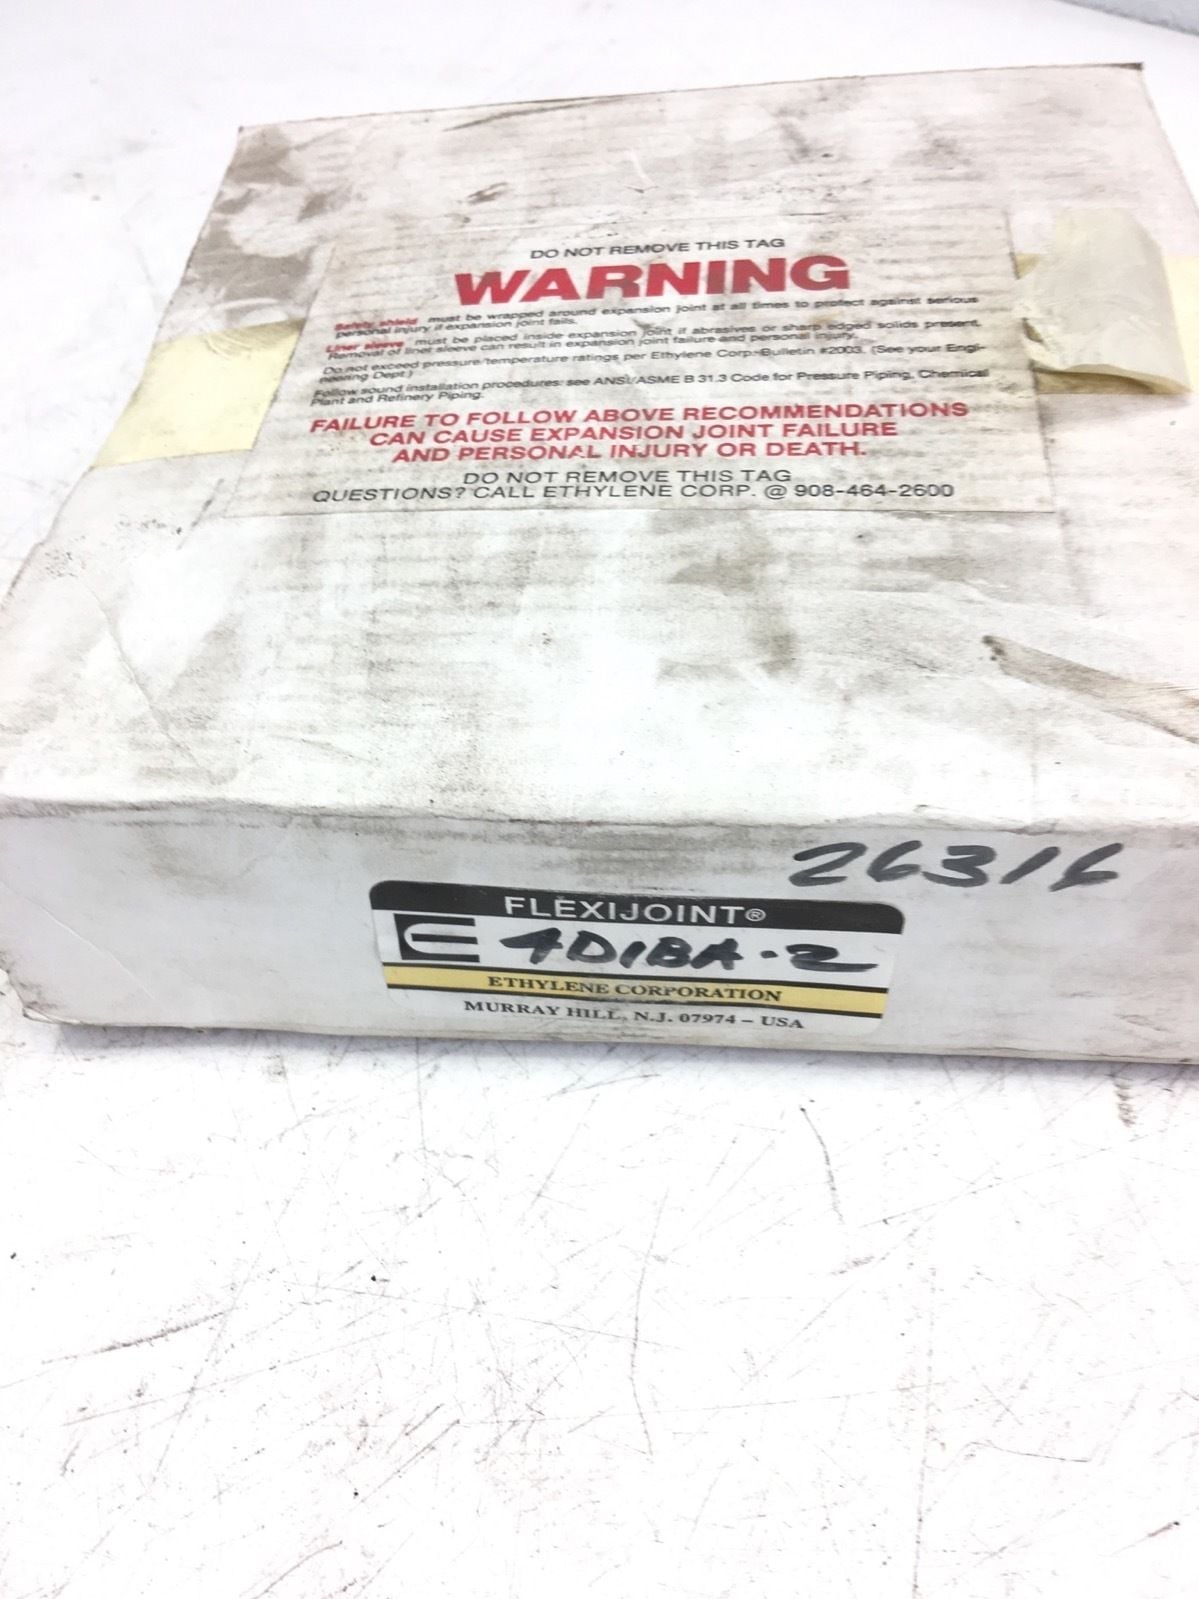 DO NOT REMOVE THIS TAG
WARNING
Safety shield must be wrapped around expansion joint at all times to protect against serious
personal injury if expansion joint fails.
Liner sleeve must be placed inside expansion joint if abrasives or sharp edged solids present.
Removal of liner sleeve can result in expansion joint failure and personal injury.
Do not exceed pressure/temperature ratings per Ethylene Corp. Bulletin #2003. (See your Engi-
neering Dept.)
Follow sound installation procedures: see ANSI/ASME B 31.3 Code for Pressure Piping, Chemical
Plant and Refinery Piping.
FAILURE TO FOLLOW ABOVE RECOMMENDATIONS
CAN CAUSE EXPANSION JOINT FAILURE
AND PERSONAL INJURY OR DEATH.
DO NOT REMOVE THIS TAG
QUESTIONS? CALL ETHYLENE CORP. @ 908-464-2600
26316
FLEXIJOINT®
E 4D1BA-2
ETHYLENE CORPORATION
MURRAY HILL, N.J. 07974 – USA